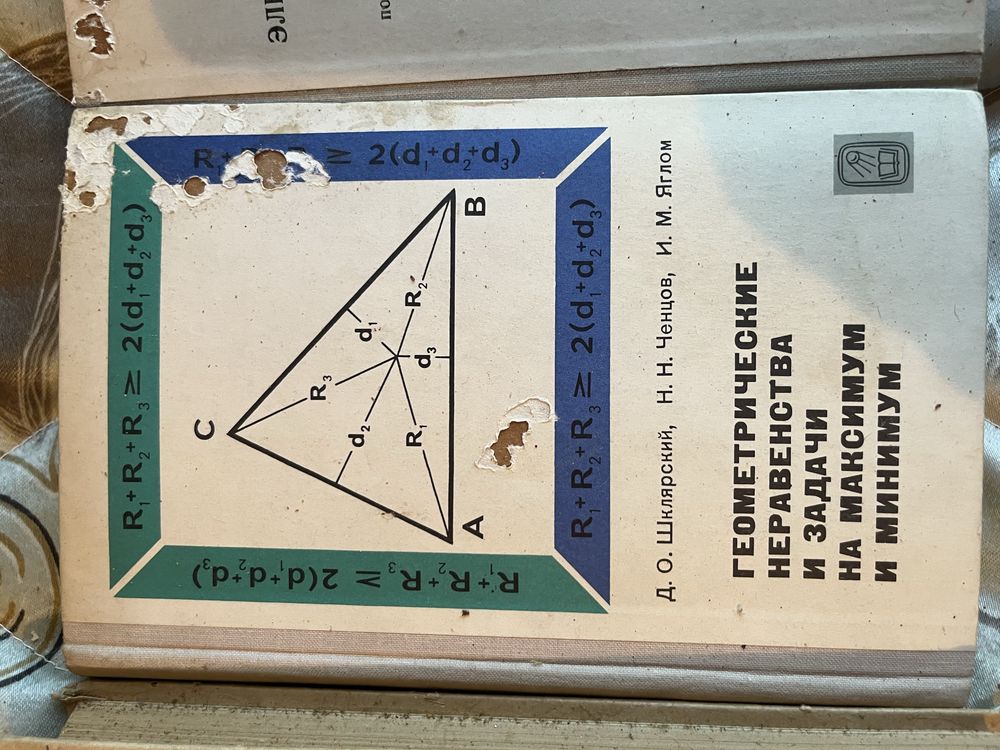 ЭЛ
по
R₁+R₂+R₃ ≥ 2(d₁+d₂+d₃)
R₁+ ≥ 2(d₁+d₂+d₃)
R₁+R₂+R₃ ≥ 2(d₁+d₂+d₃)
R₁+R₂+R₃ ≥ 2(d₁+d₂+d₃)
C
R₃
d₁
d₂
R₂
R₁
d₃
A
B
Д. О. Шклярский, Н. Н. Ченцов, И. М. Яглом
ГЕОМЕТРИЧЕСКИЕ
НЕРАВЕНСТВА
И ЗАДАЧИ
НА МАКСИМУМ
И МИНИМУМ